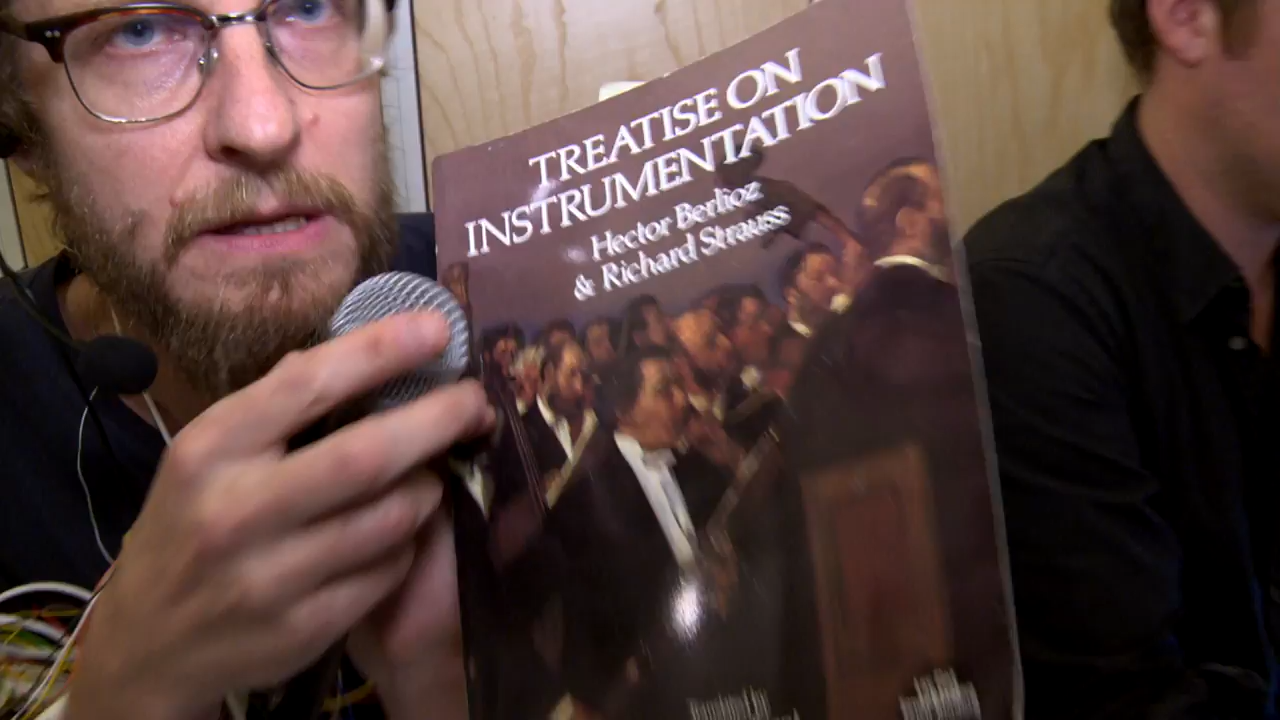 TREATISE ON
INSTRUMENTATION
Hector Berlioz
& Richard Strauss